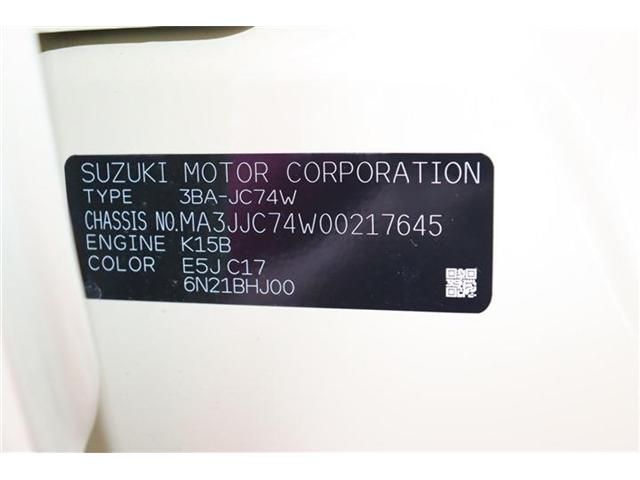 SUZUKI MOTOR CORPORATION
TYPE 3BA-JC74W
CHASSIS NO. MA3JJC74W00217645
ENGINE K15B
COLOR E5J C17
6N21BHJ00